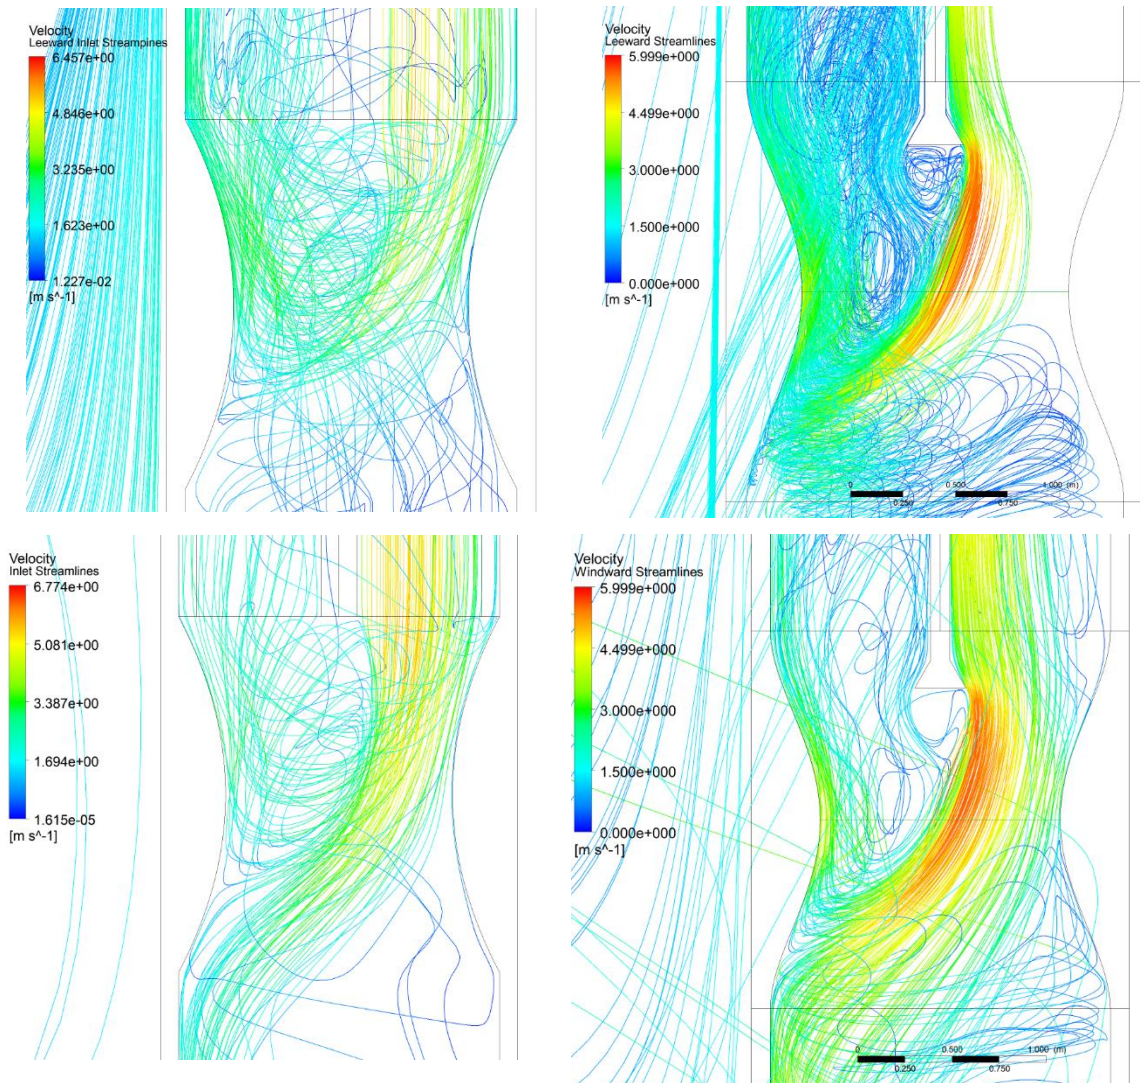 Velocity
Leeward Inlet Streampines
6.457e+00
4.846e+00
3.235e+00
1.623e+00
1.227e-02
[m s^-1]
Velocity
Leeward Streamlines
5.999e+000
4.499e+000
3.000e+000
1.500e+000
0.000e+000
[m s^-1]
0 0.500 1.000 (m)
0.250 0.750
Velocity
Inlet Streamlines
6.774e+00
5.081e+00
3.387e+00
1.694e+00
1.615e-05
[m s^-1]
Velocity
Windward Streamlines
5.999e+000
4.499e+000
3.000e+000
1.500e+000
0.000e+000
[m s^-1]
0 0.500 1.000 (m)
0.250 0.750